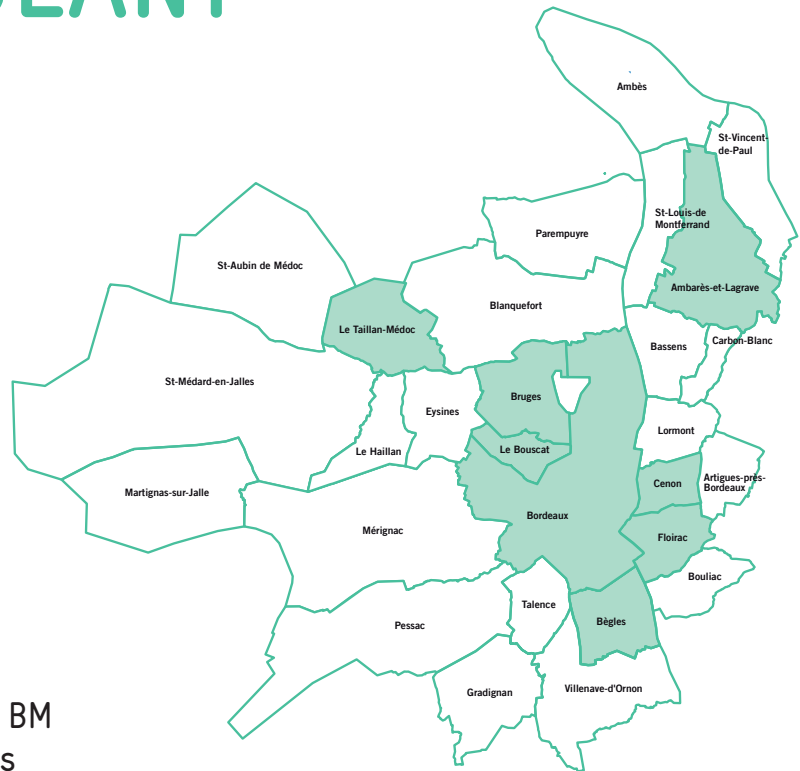 Ambès
St-Vincent-
de-Paul
St-Louis-de
Montferrand
Parempuyre
St-Aubin de Médoc
Ambarès-et-Lagrave
Blanquefort
Le Taillan-Médoc
Bassens
Carbon-Blanc
St-Médard-en-Jalles
Bruges
Eysines
Lormont
Le Haillan
Le Bouscat
Cenon
Artigues-près-
Bordeaux
Martignas-sur-Jalle
Bordeaux
Mérignac
Floirac
Bouliac
Talence
Pessac
Bègles
Gradignan
Villenave-d'Ornon
BM
s